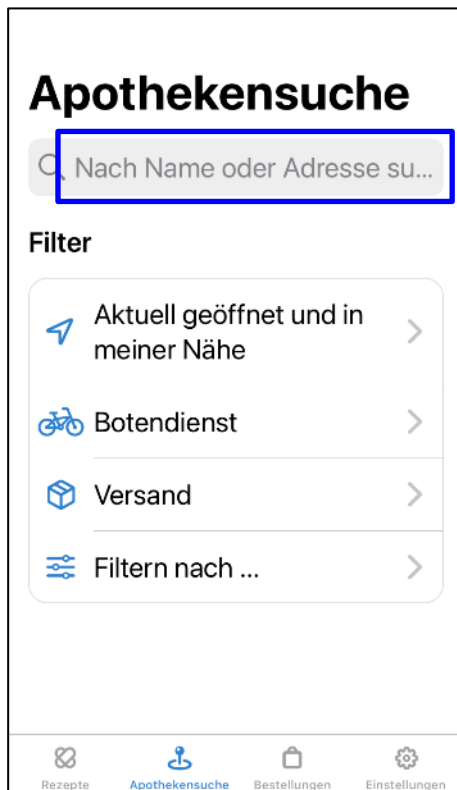 Apothekensuche
Nach Name oder Adresse su...
Filter
Aktuell geöffnet und in
meiner Nähe
Botendienst
Versand
Filtern nach ...
Rezepte Apothekensuche Bestellungen Einstellungen